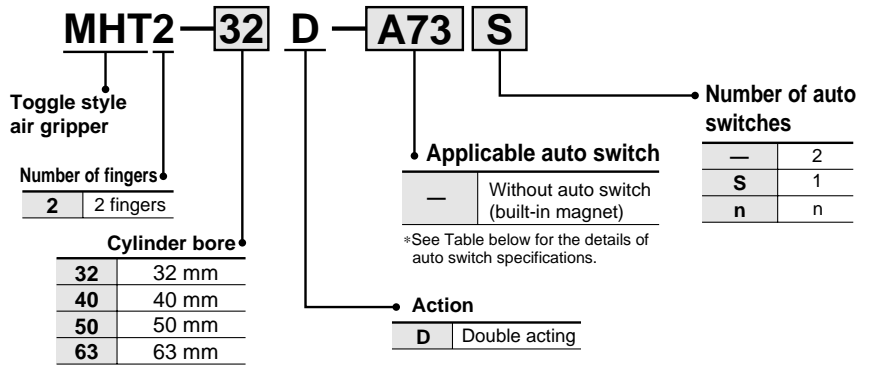 MHT2—32 D—A73 S
Toggle style
air gripper
Number of fingers
2 2 fingers
Cylinder bore
32 32 mm
40 40 mm
50 50 mm
63 63 mm
Action
D Double acting
Applicable auto switch
— Without auto switch
(built-in magnet)
*See Table below for the details of
auto switch specifications.
Number of auto
switches
— 2
S 1
n n